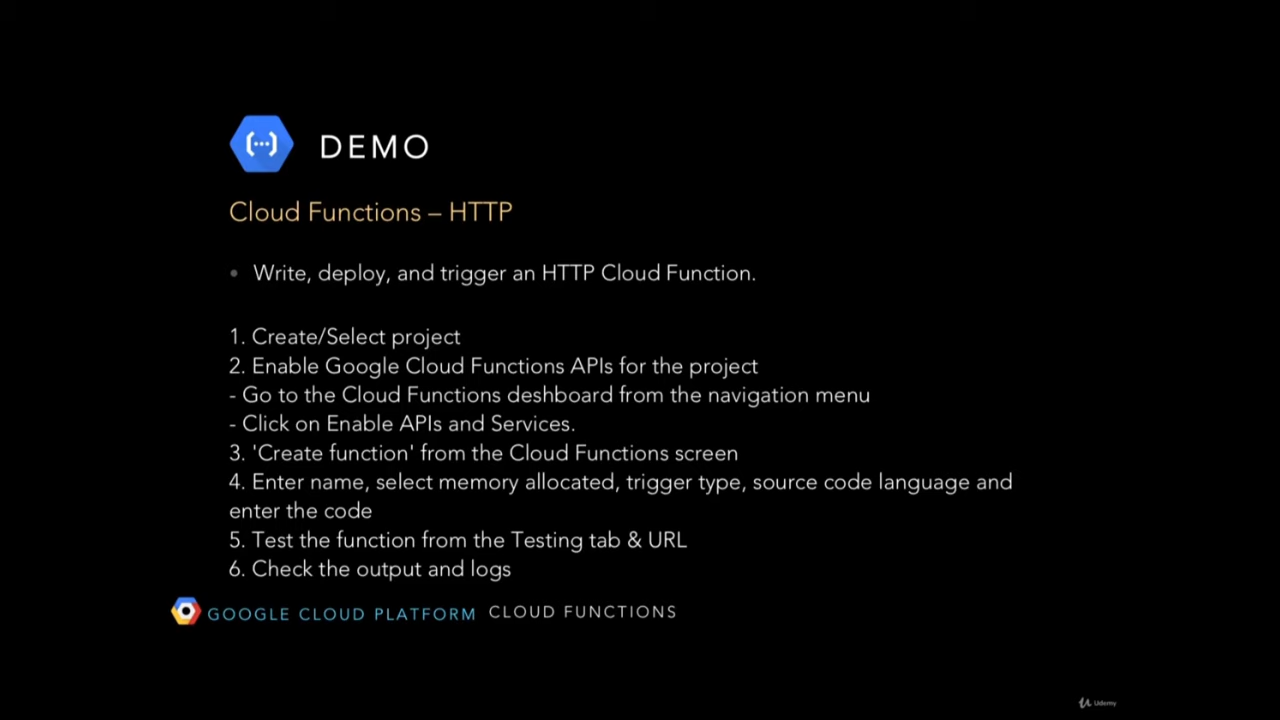 DEMO
Cloud Functions – HTTP
• Write, deploy, and trigger an HTTP Cloud Function.
1. Create/Select project
2. Enable Google Cloud Functions APIs for the project
- Go to the Cloud Functions deshboard from the navigation menu
- Click on Enable APIs and Services.
3. 'Create function' from the Cloud Functions screen
4. Enter name, select memory allocated, trigger type, source code language and
enter the code
5. Test the function from the Testing tab & URL
6. Check the output and logs
GOOGLE CLOUD PLATFORM CLOUD FUNCTIONS
Udemy